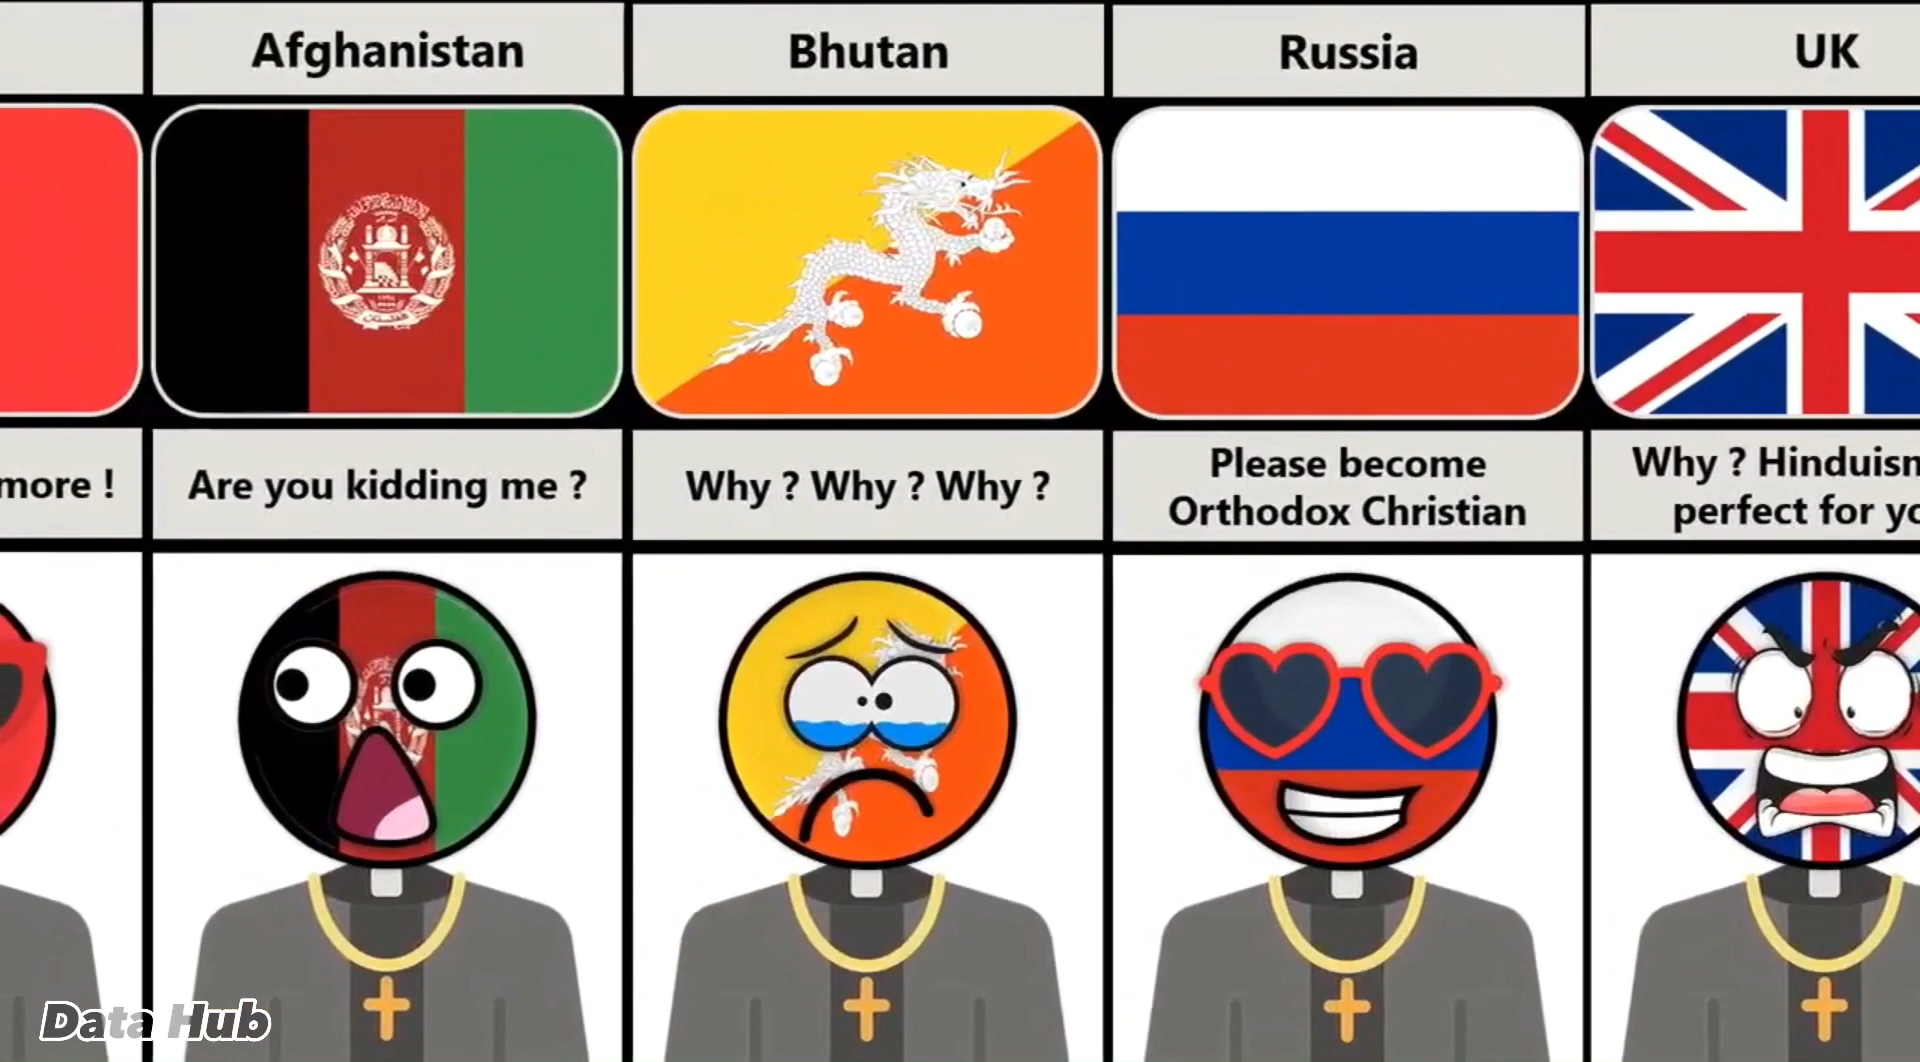 Afghanistan
Bhutan
Russia
UK
more !
Are you kidding me ?
Why ? Why ? Why ?
Please become
Orthodox Christian
Why ? Hinduism
perfect for yo
Data Hub